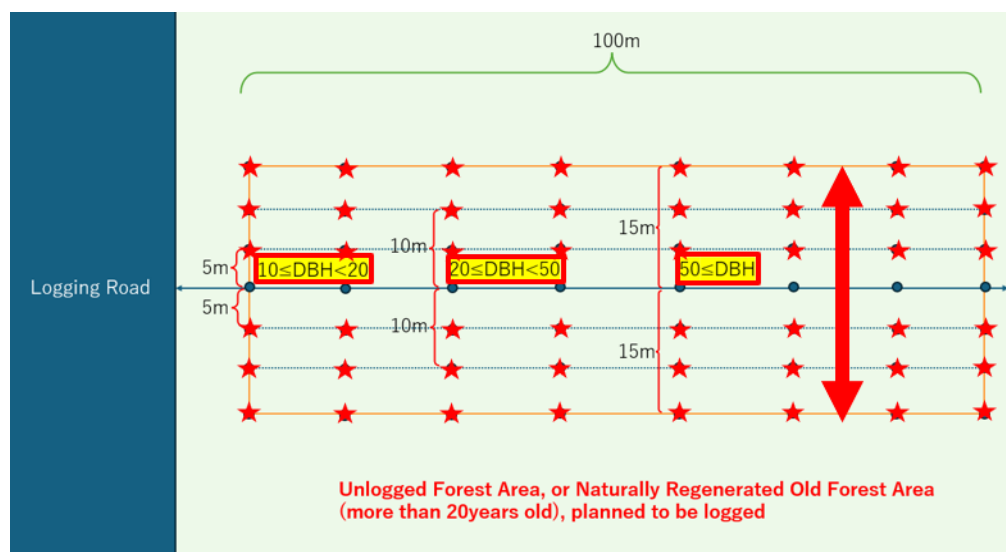 100m
15m
10m
5m
10≤DBH<20
20≤DBH<50
50≤DBH
Logging Road
5m
10m
15m
Unlogged Forest Area, or Naturally Regenerated Old Forest Area
(more than 20years old), planned to be logged